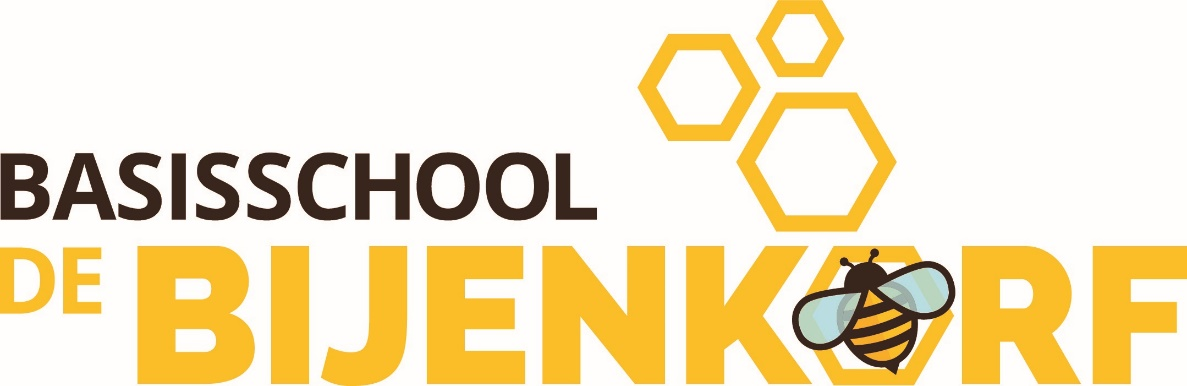 BASISSCHOOL
DE BIJENKORF